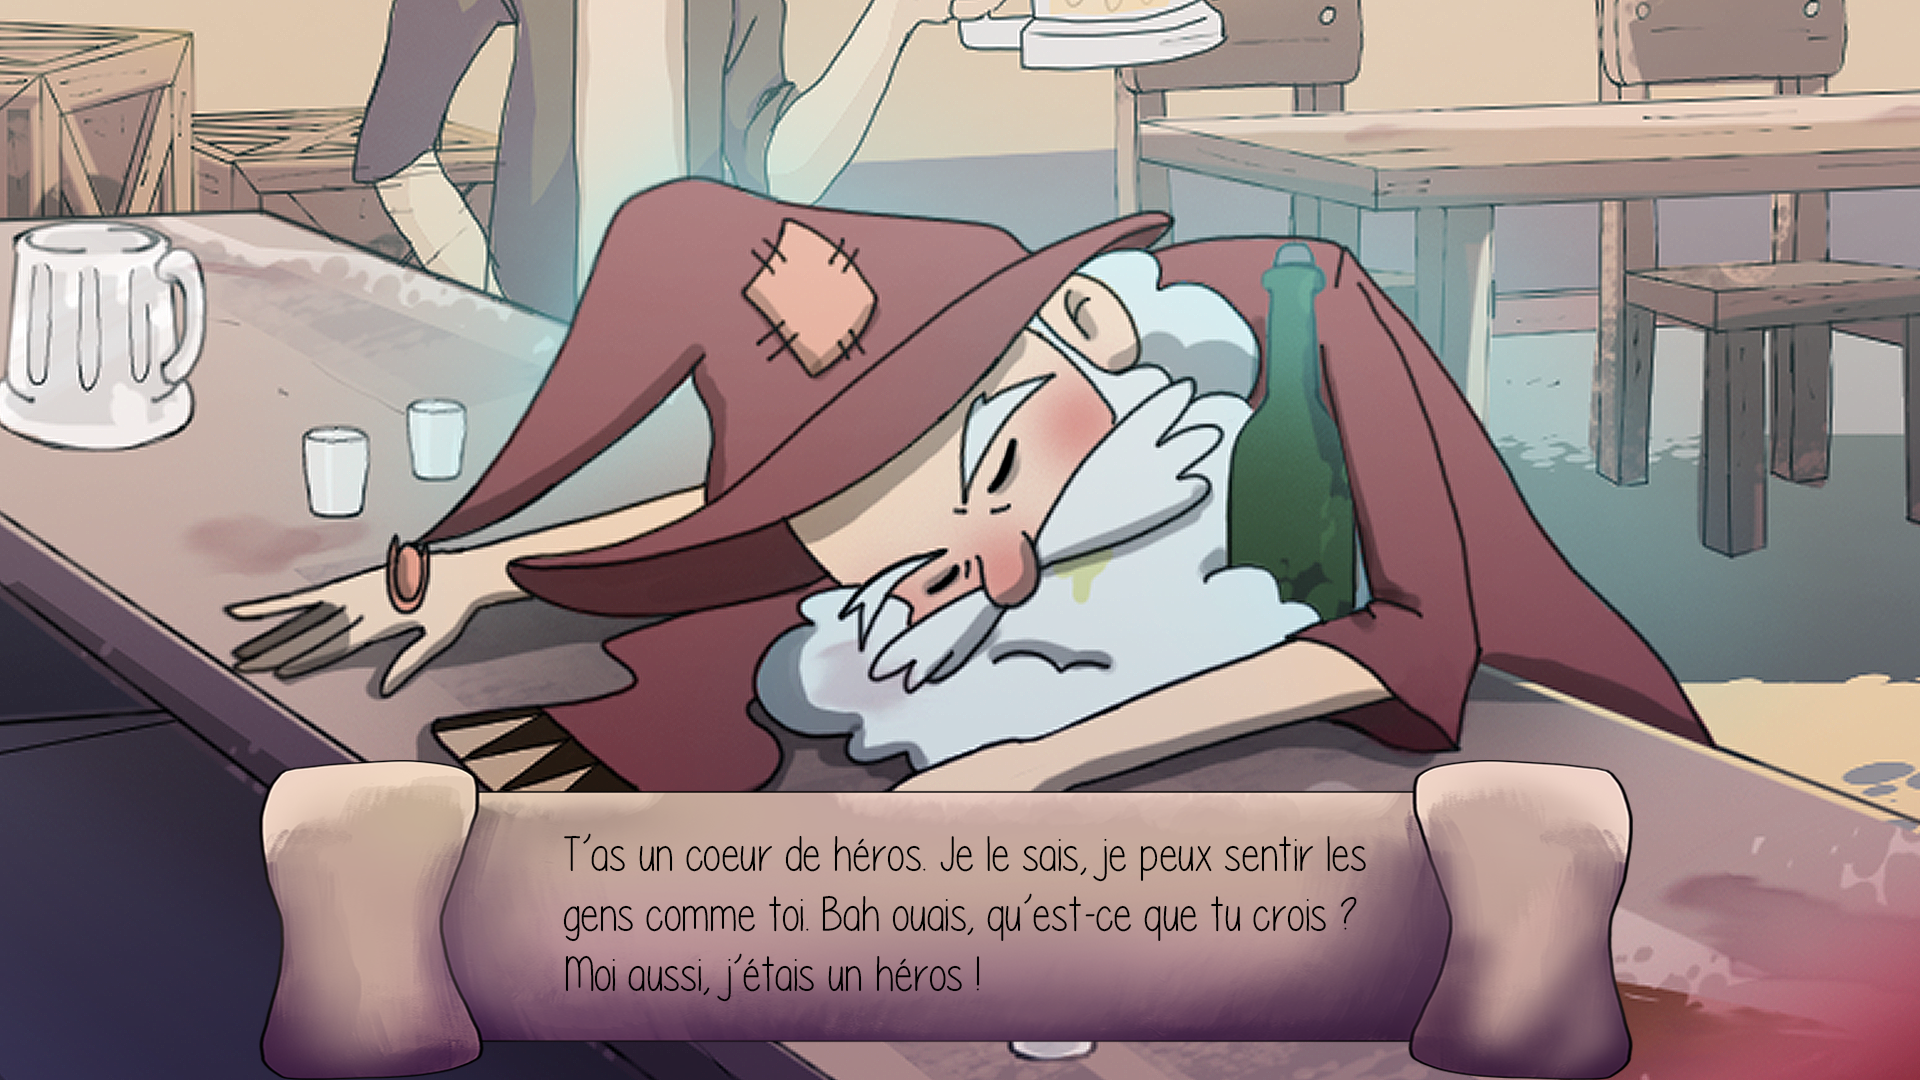 T'as un coeur de héros. Je le sais, je peux sentir les
gens comme toi. Bah ouais, qu'est-ce que tu crois ?
Moi aussi, j'étais un héros !